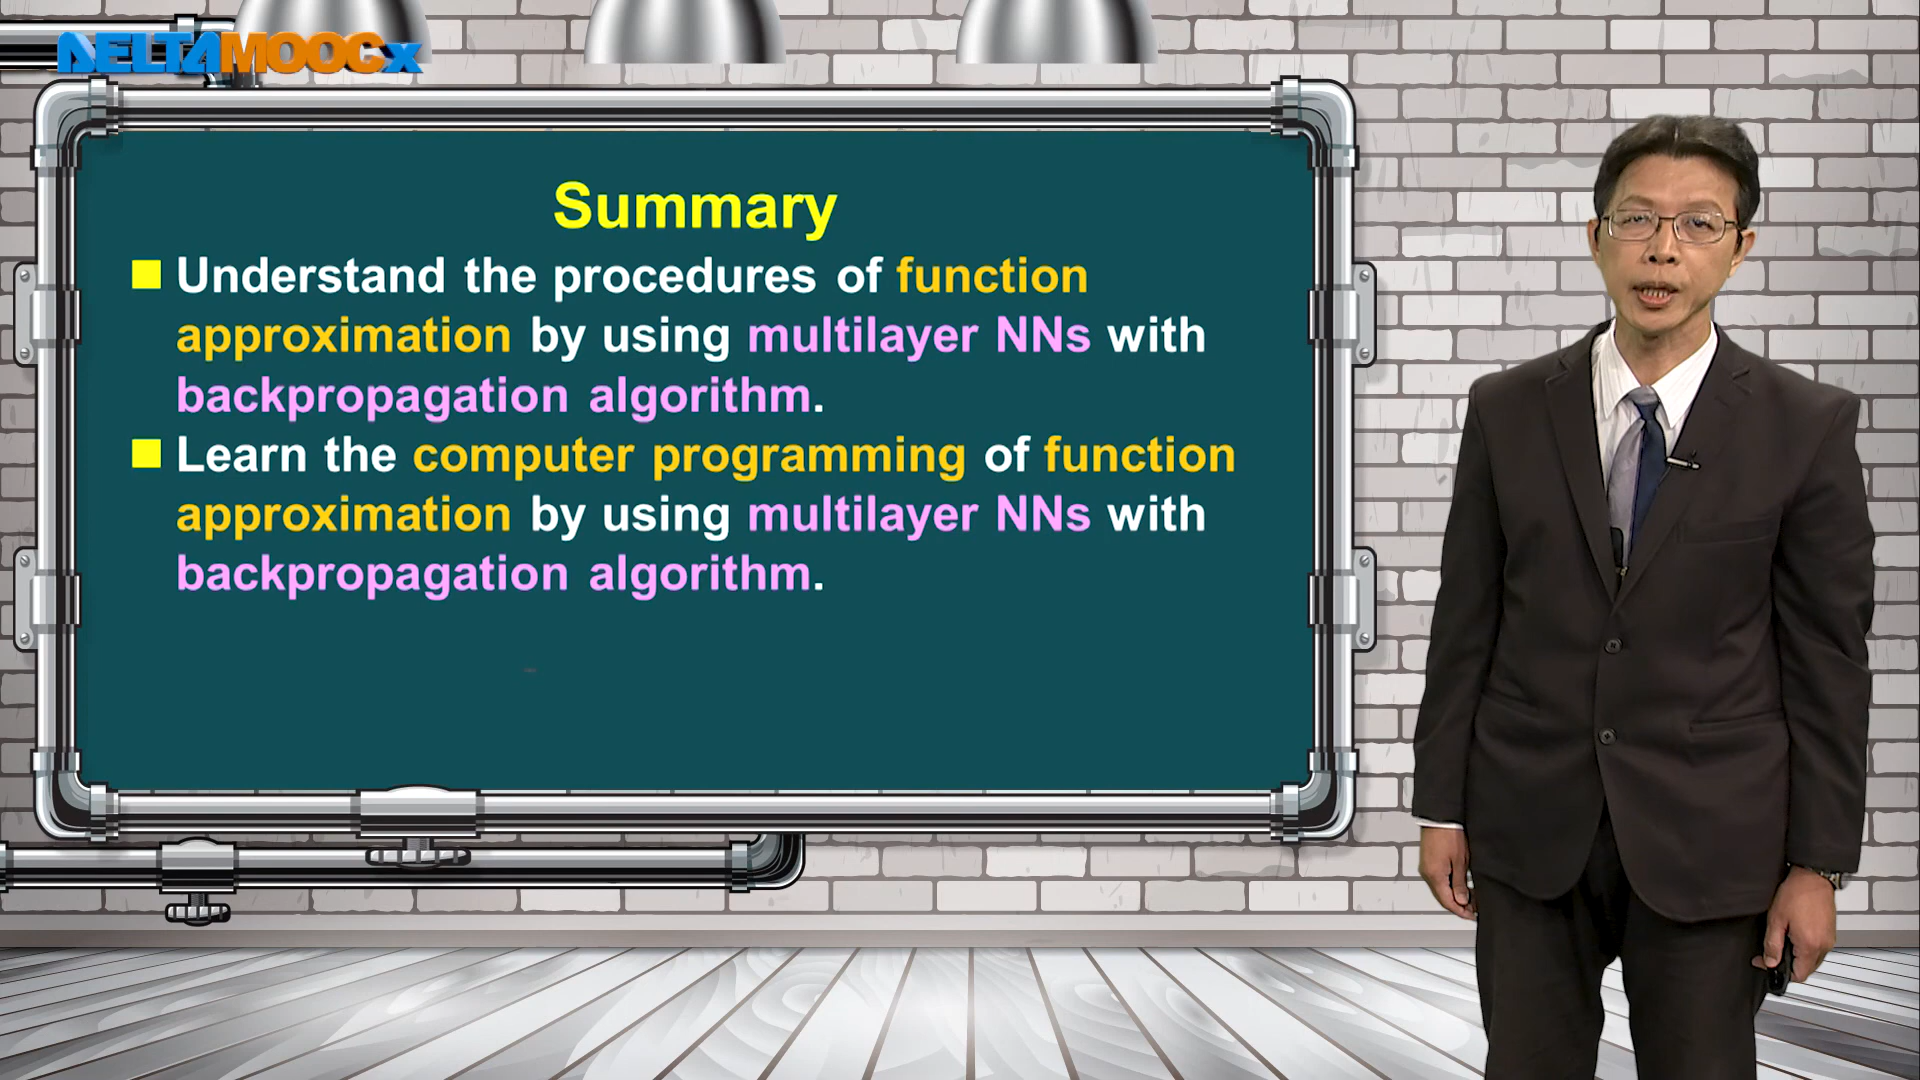 DELTAMOOCx
Summary
Understand the procedures of function
approximation by using multilayer NNs with
backpropagation algorithm.
Learn the computer programming of function
approximation by using multilayer NNs with
backpropagation algorithm.